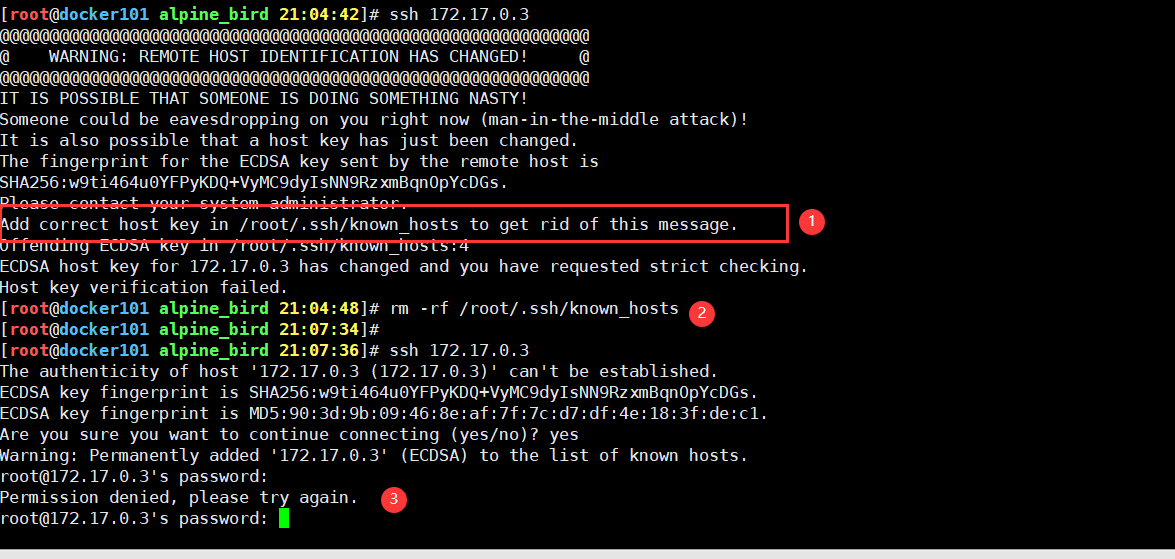 [root@docker101 alpine_bird 21:04:42]# ssh 172.17.0.3
@@@@@@@@@@@@@@@@@@@@@@@@@@@@@@@@@@@@@@@@@@@@@@@@@@@@@@@@@@@
@    WARNING: REMOTE HOST IDENTIFICATION HAS CHANGED!     @
@@@@@@@@@@@@@@@@@@@@@@@@@@@@@@@@@@@@@@@@@@@@@@@@@@@@@@@@@@@
IT IS POSSIBLE THAT SOMEONE IS DOING SOMETHING NASTY!
Someone could be eavesdropping on you right now (man-in-the-middle attack)!
It is also possible that a host key has just been changed.
The fingerprint for the ECDSA key sent by the remote host is
SHA256:w9ti464u0YFPyKDQ+VyMC9dyIsNN9RzxmBqnOpYcDGs.
Please contact your system administrator.
Add correct host key in /root/.ssh/known_hosts to get rid of this message. 1
Offending ECDSA key in /root/.ssh/known_hosts:4
ECDSA host key for 172.17.0.3 has changed and you have requested strict checking.
Host key verification failed.
[root@docker101 alpine_bird 21:04:48]# rm -rf /root/.ssh/known_hosts 2
[root@docker101 alpine_bird 21:07:34]#
[root@docker101 alpine_bird 21:07:36]# ssh 172.17.0.3
The authenticity of host '172.17.0.3 (172.17.0.3)' can't be established.
ECDSA key fingerprint is SHA256:w9ti464u0YFPyKDQ+VyMC9dyIsNN9RzxmBqnOpYcDGs.
ECDSA key fingerprint is MD5:90:3d:9b:09:46:8e:af:7f:7c:d7:df:4e:18:3f:de:c1.
Are you sure you want to continue connecting (yes/no)? yes
Warning: Permanently added '172.17.0.3' (ECDSA) to the list of known hosts.
root@172.17.0.3's password:
Permission denied, please try again. 3
root@172.17.0.3's password: